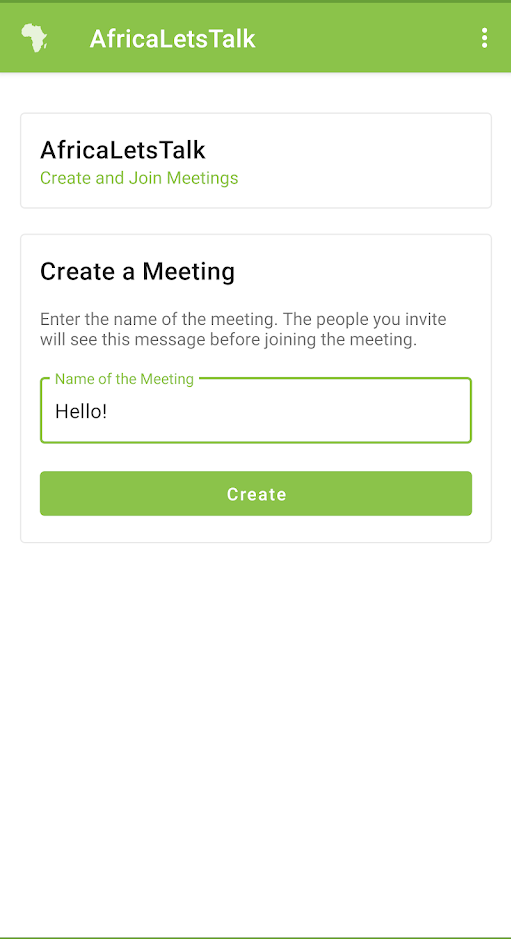 AfricaLetsTalk
AfricaLetsTalk
Create and Join Meetings
Create a Meeting
Enter the name of the meeting. The people you invite
will see this message before joining the meeting.
Name of the Meeting
Hello!
Create